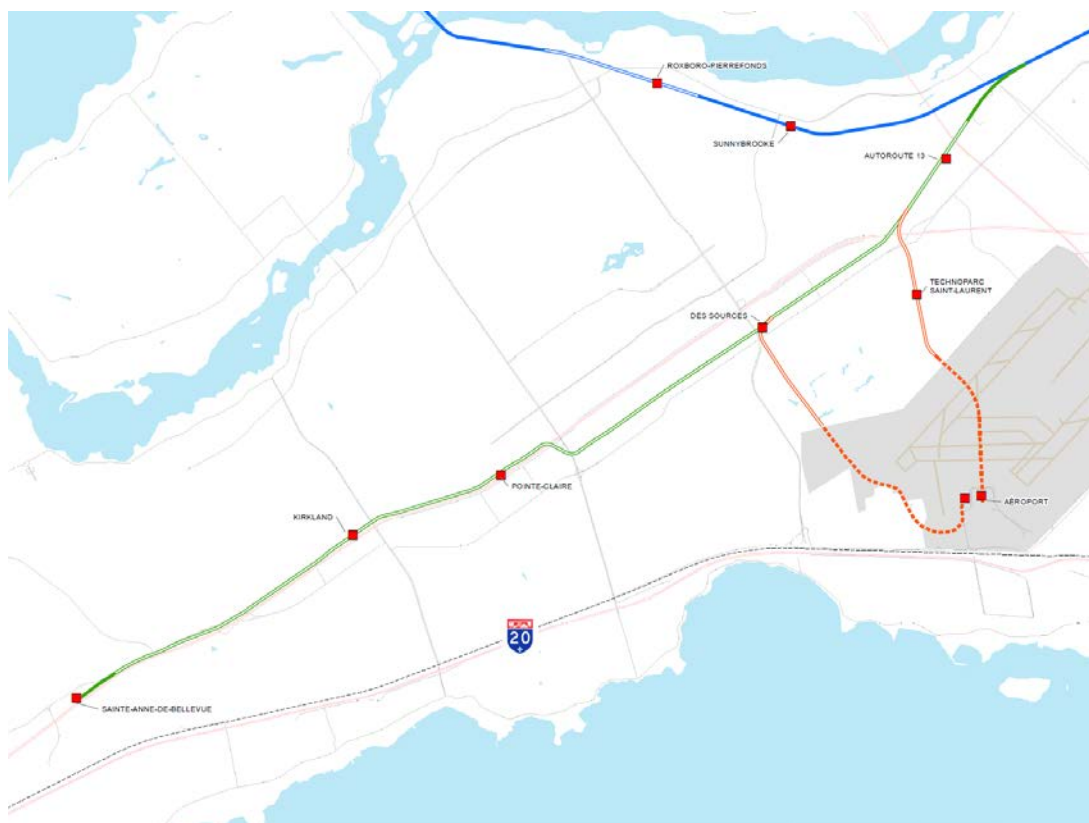 ROXBORO-PIERREFONDS
SUNNYBROOKE
AUTOROUTE 13
TECHNOPARC
SAINT-LAURENT
DES SOURCES
POINTE-CLAIRE
AÉROPORT
KIRKLAND
20
SAINTE-ANNE-DE-BELLEVUE